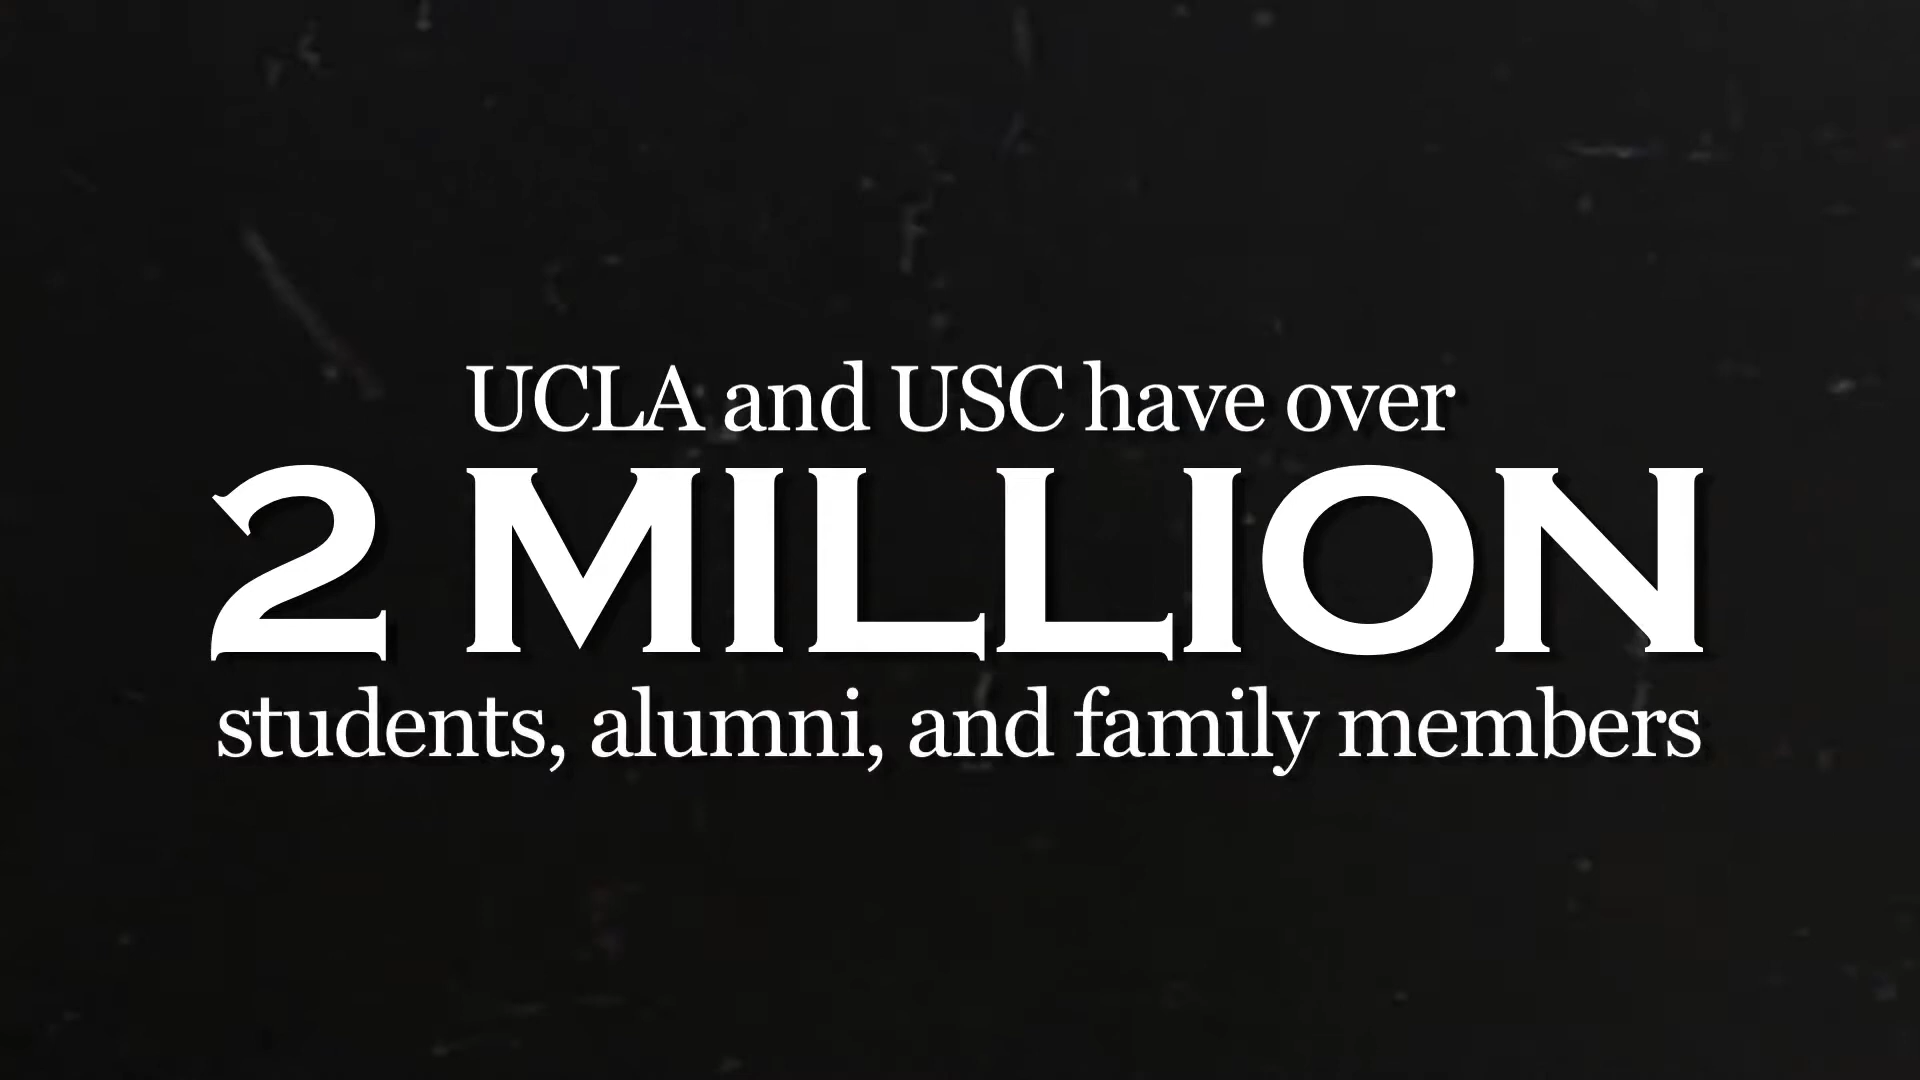 UCLA and USC have over
2 MILLION
students, alumni, and family members